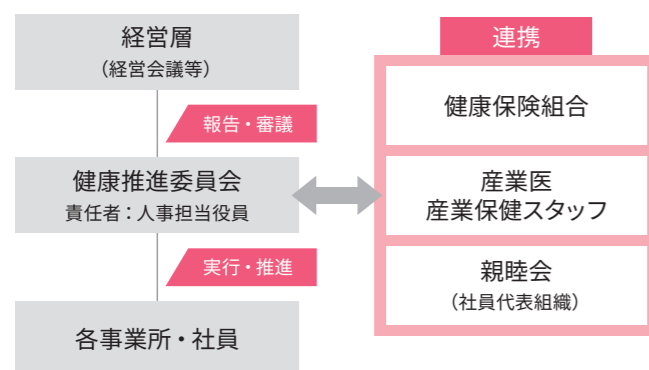 経営層
（経営会議等）
報告・審議
健康推進委員会
責任者：人事担当役員
実行・推進
各事業所・社員
連携
健康保険組合
産業医
産業保健スタッフ
親睦会
（社員代表組織）